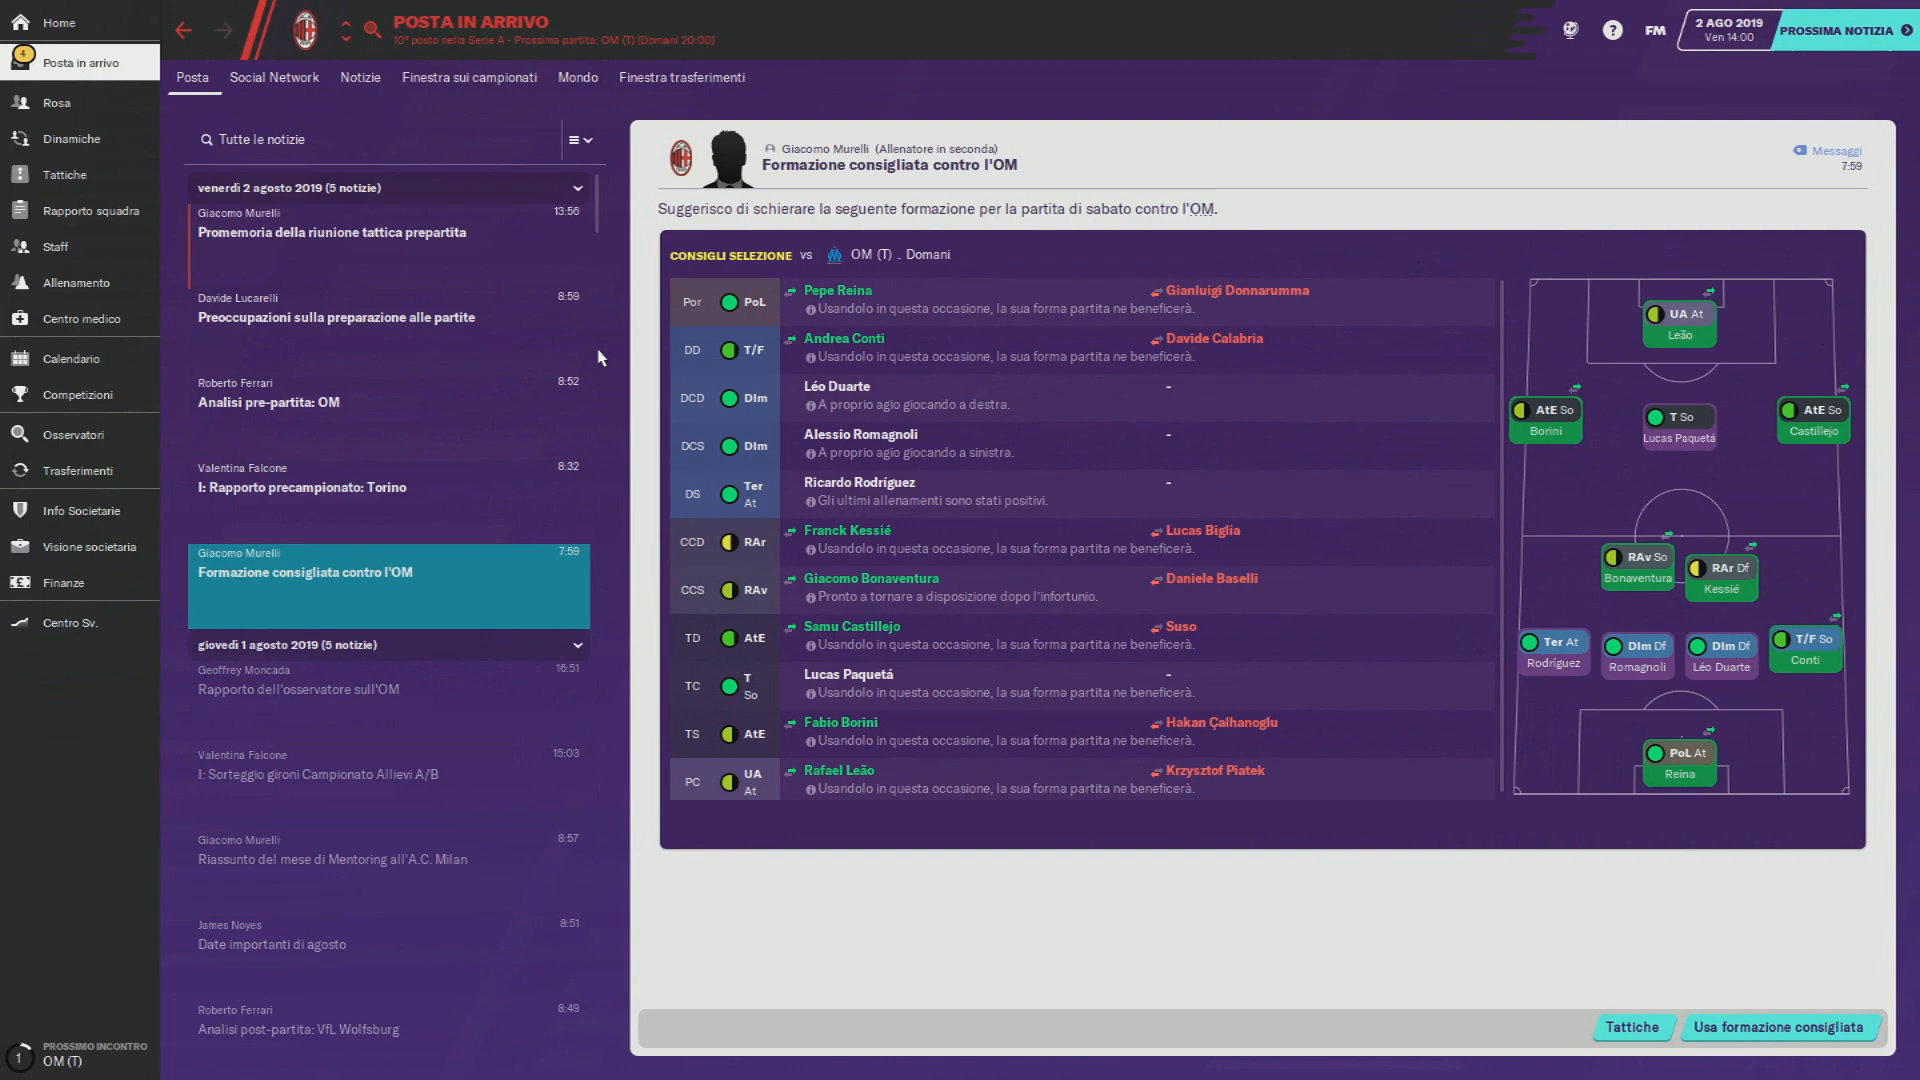 Home
4
Posta in arrivo
Rosa
Dinamiche
Tattiche
Rapporto squadra
Staff
Allenamento
Centro medico
Calendario
Competizioni
Osservatori
Trasferimenti
Info Societarie
Visione societaria
Finanze
Centro Sv.
1
PROSSIMO INCONTRO
OM (T)
POSTA IN ARRIVO
10° posto nella Serie A - Prossima partita: OM (T) (Domani 20:00)
?
FM
2 AGO 2019
Ven 14:00
PROSSIMA NOTIZIA
Posta Social Network Notizie Finestra sui campionati Mondo Finestra trasferimenti
Tutte le notizie
venerdì 2 agosto 2019 (5 notizie)
Giacomo Murelli 13:56
Promemoria della riunione tattica prepartita
Davide Lucarelli 8:59
Preoccupazioni sulla preparazione alle partite
Roberto Ferrari 8:52
Analisi pre-partita: OM
Valentina Falcone 8:32
I: Rapporto precampionato: Torino
Giacomo Murelli 7:59
Formazione consigliata contro l'OM
giovedì 1 agosto 2019 (5 notizie)
Geoffrey Moncada 16:51
Rapporto dell'osservatore sull'OM
Valentina Falcone 15:03
I: Sorteggio gironi Campionato Allievi A/B
Giacomo Murelli 8:57
Riassunto del mese di Mentoring all'A.C. Milan
James Noyes 8:51
Date importanti di agosto
Roberto Ferrari 8:49
Analisi post-partita: VfL Wolfsburg
Giacomo Murelli (Allenatore in seconda)
Formazione consigliata contro l'OM
Messaggi
7:59
Suggerisco di schierare la seguente formazione per la partita di sabato contro l'OM.
CONSIGLI SELEZIONE vs OM (T) . Domani
Por PoL Pepe Reina Gianluigi Donnarumma
Usandolo in questa occasione, la sua forma partita ne beneficerà.
DD T/F Andrea Conti Davide Calabria
Usandolo in questa occasione, la sua forma partita ne beneficerà.
DCD DIm Léo Duarte -
A proprio agio giocando a destra.
DCS DIm Alessio Romagnoli -
A proprio agio giocando a sinistra.
DS Ter At Ricardo Rodríguez -
Gli ultimi allenamenti sono stati positivi.
CCD RAr Franck Kessié Lucas Biglia
Usandolo in questa occasione, la sua forma partita ne beneficerà.
CCS RAv Giacomo Bonaventura Daniele Baselli
Pronto a tornare a disposizione dopo l'infortunio.
TD AtE Samu Castillejo Suso
Usandolo in questa occasione, la sua forma partita ne beneficerà.
TC T So Lucas Paquetá -
Usandolo in questa occasione, la sua forma partita ne beneficerà.
TS AtE Fabio Borini Hakan Çalhanoglu
Usandolo in questa occasione, la sua forma partita ne beneficerà.
PC UA At Rafael Leão Krzysztof Piatek
Usandolo in questa occasione, la sua forma partita ne beneficerà.
UA At
Leão
AtE So
Borini
T So
Lucas Paquetá
AtE So
Castillejo
RAv So
Bonaventura
RAr Df
Kessié
Ter At
Rodríguez
DIm Df
Romagnoli
DIm Df
Léo Duarte
T/F So
Conti
PoL At
Reina
Tattiche
Usa formazione consigliata